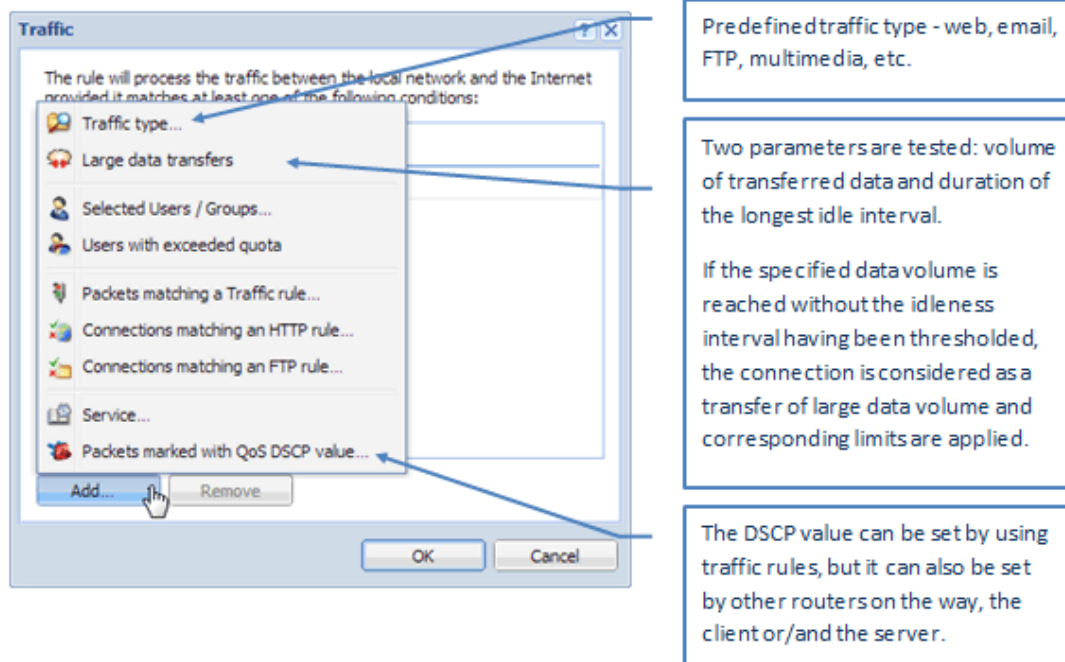 Traffic
? X
The rule will process the traffic between the local network and the Internet
provided it matches at least one of the following conditions:
Traffic type...
Large data transfers
Selected Users / Groups...
Users with exceeded quota
Packets matching a Traffic rule...
Connections matching an HTTP rule...
Connections matching an FTP rule...
Service...
Packets marked with QoS DSCP value...
Add...
Remove
OK
Cancel
Predefined traffic type - web, email,
FTP, multimedia, etc.
Two parameters are tested: volume
of transferred data and duration of
the longest idle interval.
If the specified data volume is
reached without the idleness
interval having been thresholded,
the connection is considered as a
transfer of large data volume and
corresponding limits are applied.
The DSCP value can be set by using
traffic rules, but it can also be set
by other routers on the way, the
client or/and the server.